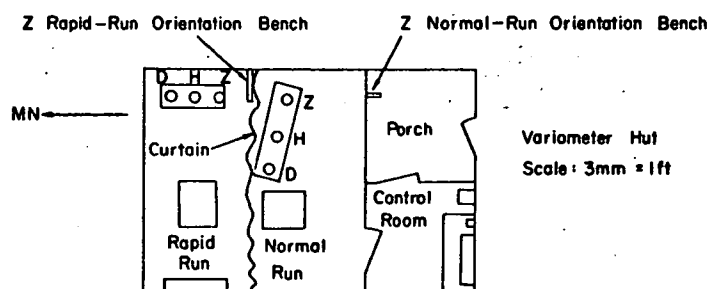 Z Rapid-Run Orientation Bench
Z Normal-Run Orientation Bench
D H Z
MN
Z
H
D
Curtain
Porch
Variometer Hut
Scale: 3mm = 1ft
Control
Room
Rapid
Run
Normal
Run